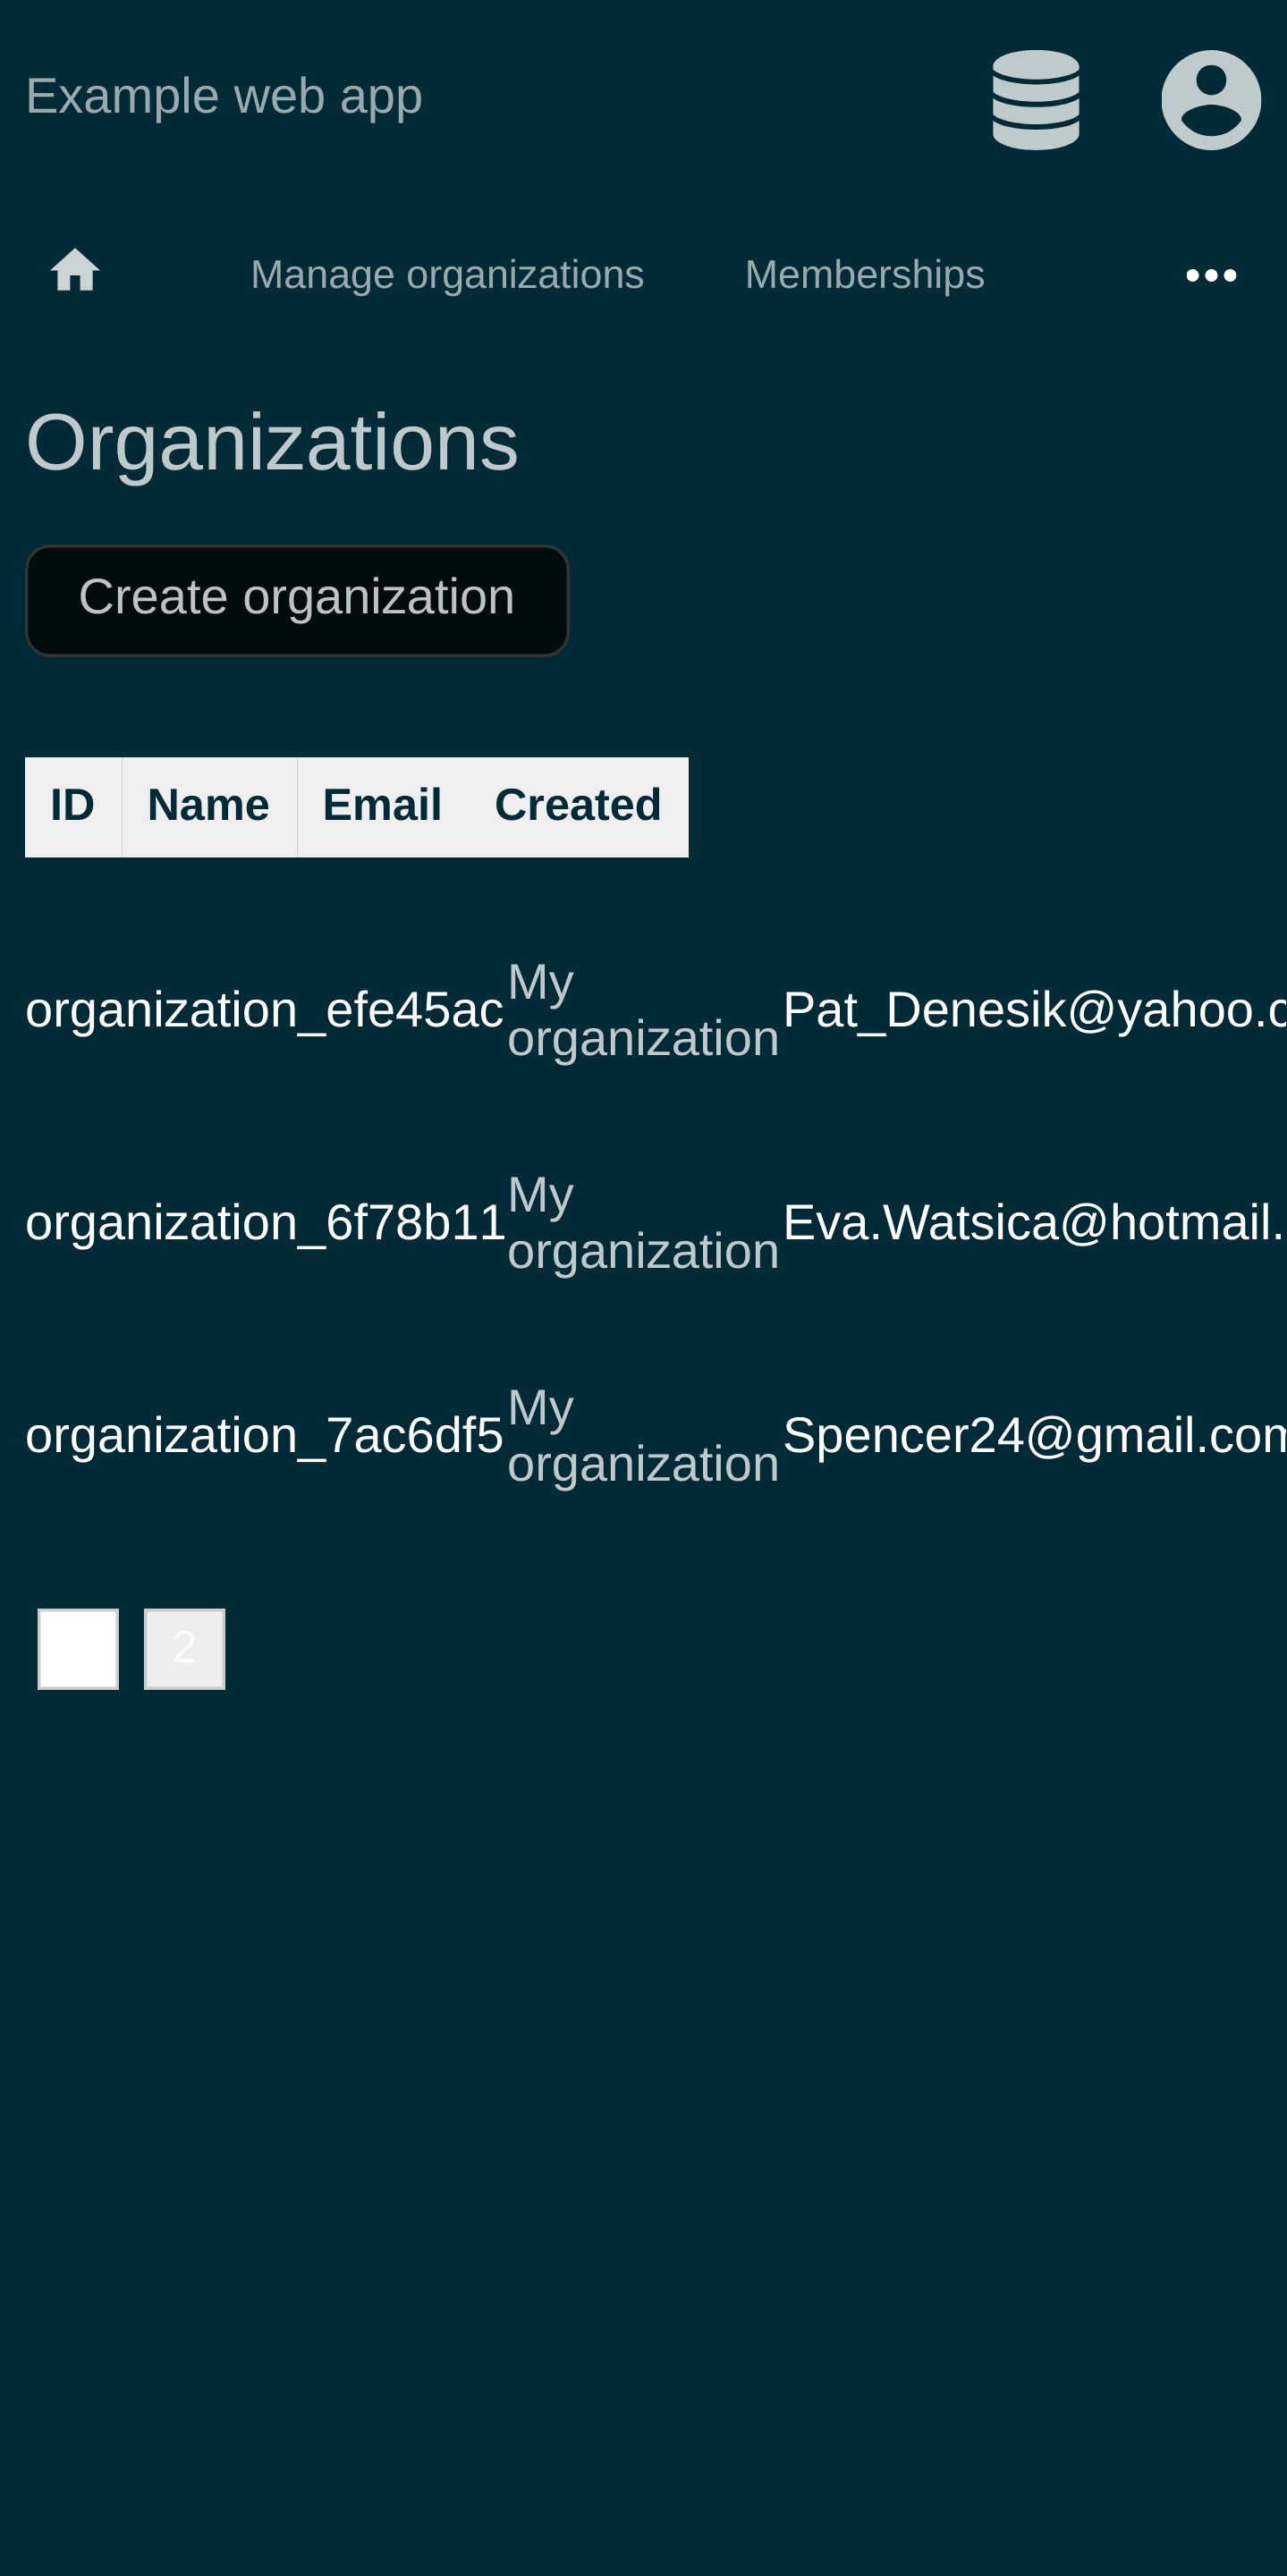 Example web app
Manage organizations Memberships
Organizations
Create organization
ID Name Email Created
organization_efe45ac My organization Pat_Denesik@yahoo.c
organization_6f78b11 My organization Eva.Watsica@hotmail.
organization_7ac6df5 My organization Spencer24@gmail.com
2